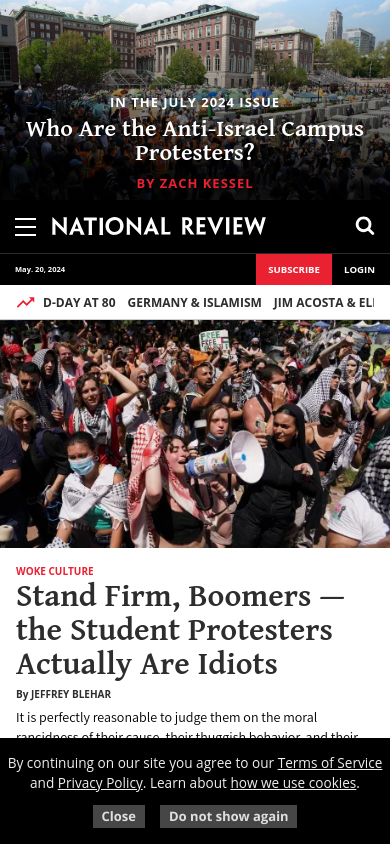 IN THE JULY 2024 ISSUE
Who Are the Anti-Israel Campus
Protesters?
BY ZACH KESSEL
NATIONAL REVIEW
May. 20, 2024
SUBSCRIBE
LOGIN
D-DAY AT 80 GERMANY & ISLAMISM JIM ACOSTA & ELI
FREE
WOKE CULTURE
Stand Firm, Boomers —
the Student Protesters
Actually Are Idiots
By JEFFREY BLEHAR
It is perfectly reasonable to judge them on the moral
rancidness of their cause, their thuggish behavior, and their
By continuing on our site you agree to our Terms of Service
and Privacy Policy. Learn about how we use cookies.
Close
Do not show again